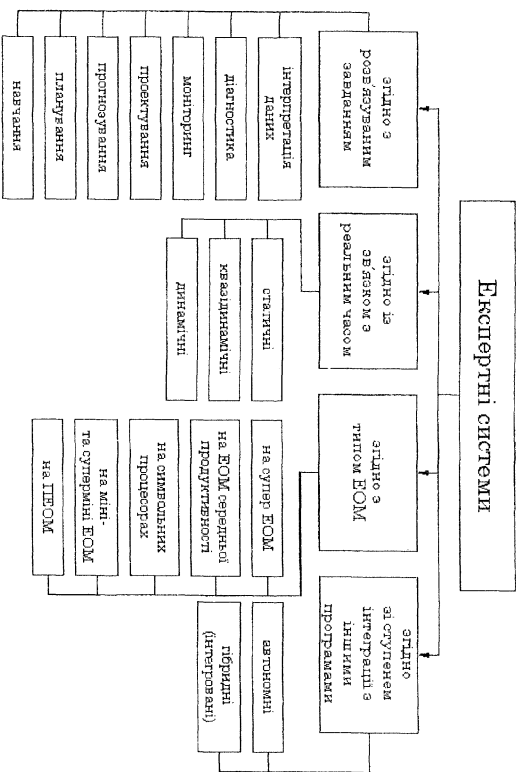 Експертні системи
згідно з
розв'язуваним
завданням
інтерпретація
даних
діагностика
моніторинг
проектування
прогнозування
планування
навчання
згідно із
зв'язком з
реальним часом
статичні
квазідинамічні
динамічні
згідно з
типом ЕОМ
на супер ЕОМ
на ЕОМ середньої
продуктивності
на символьних
процесорах
на міні-
та суперміні ЕОМ
на ПЕОМ
згідно
зі ступенем
інтеграції з
іншими
програмами
автономні
гібридні
(інтегровані)